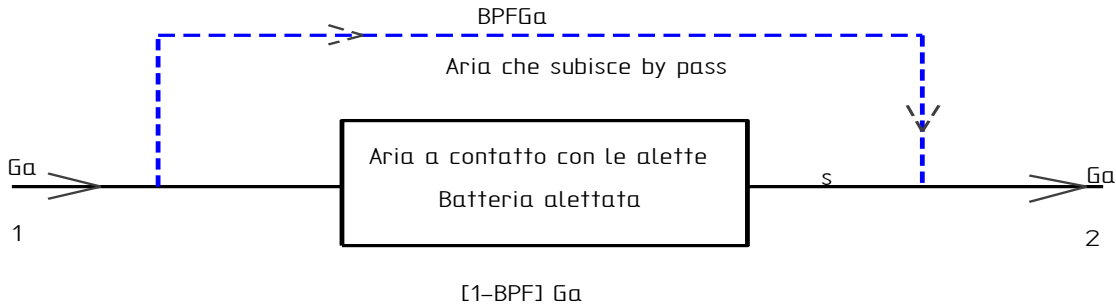 BPFGa
Aria che subisce by pass
Aria a contatto con le alette
Batteria alettata
Ga
s
Ga
1
2
[1-BPF] Ga